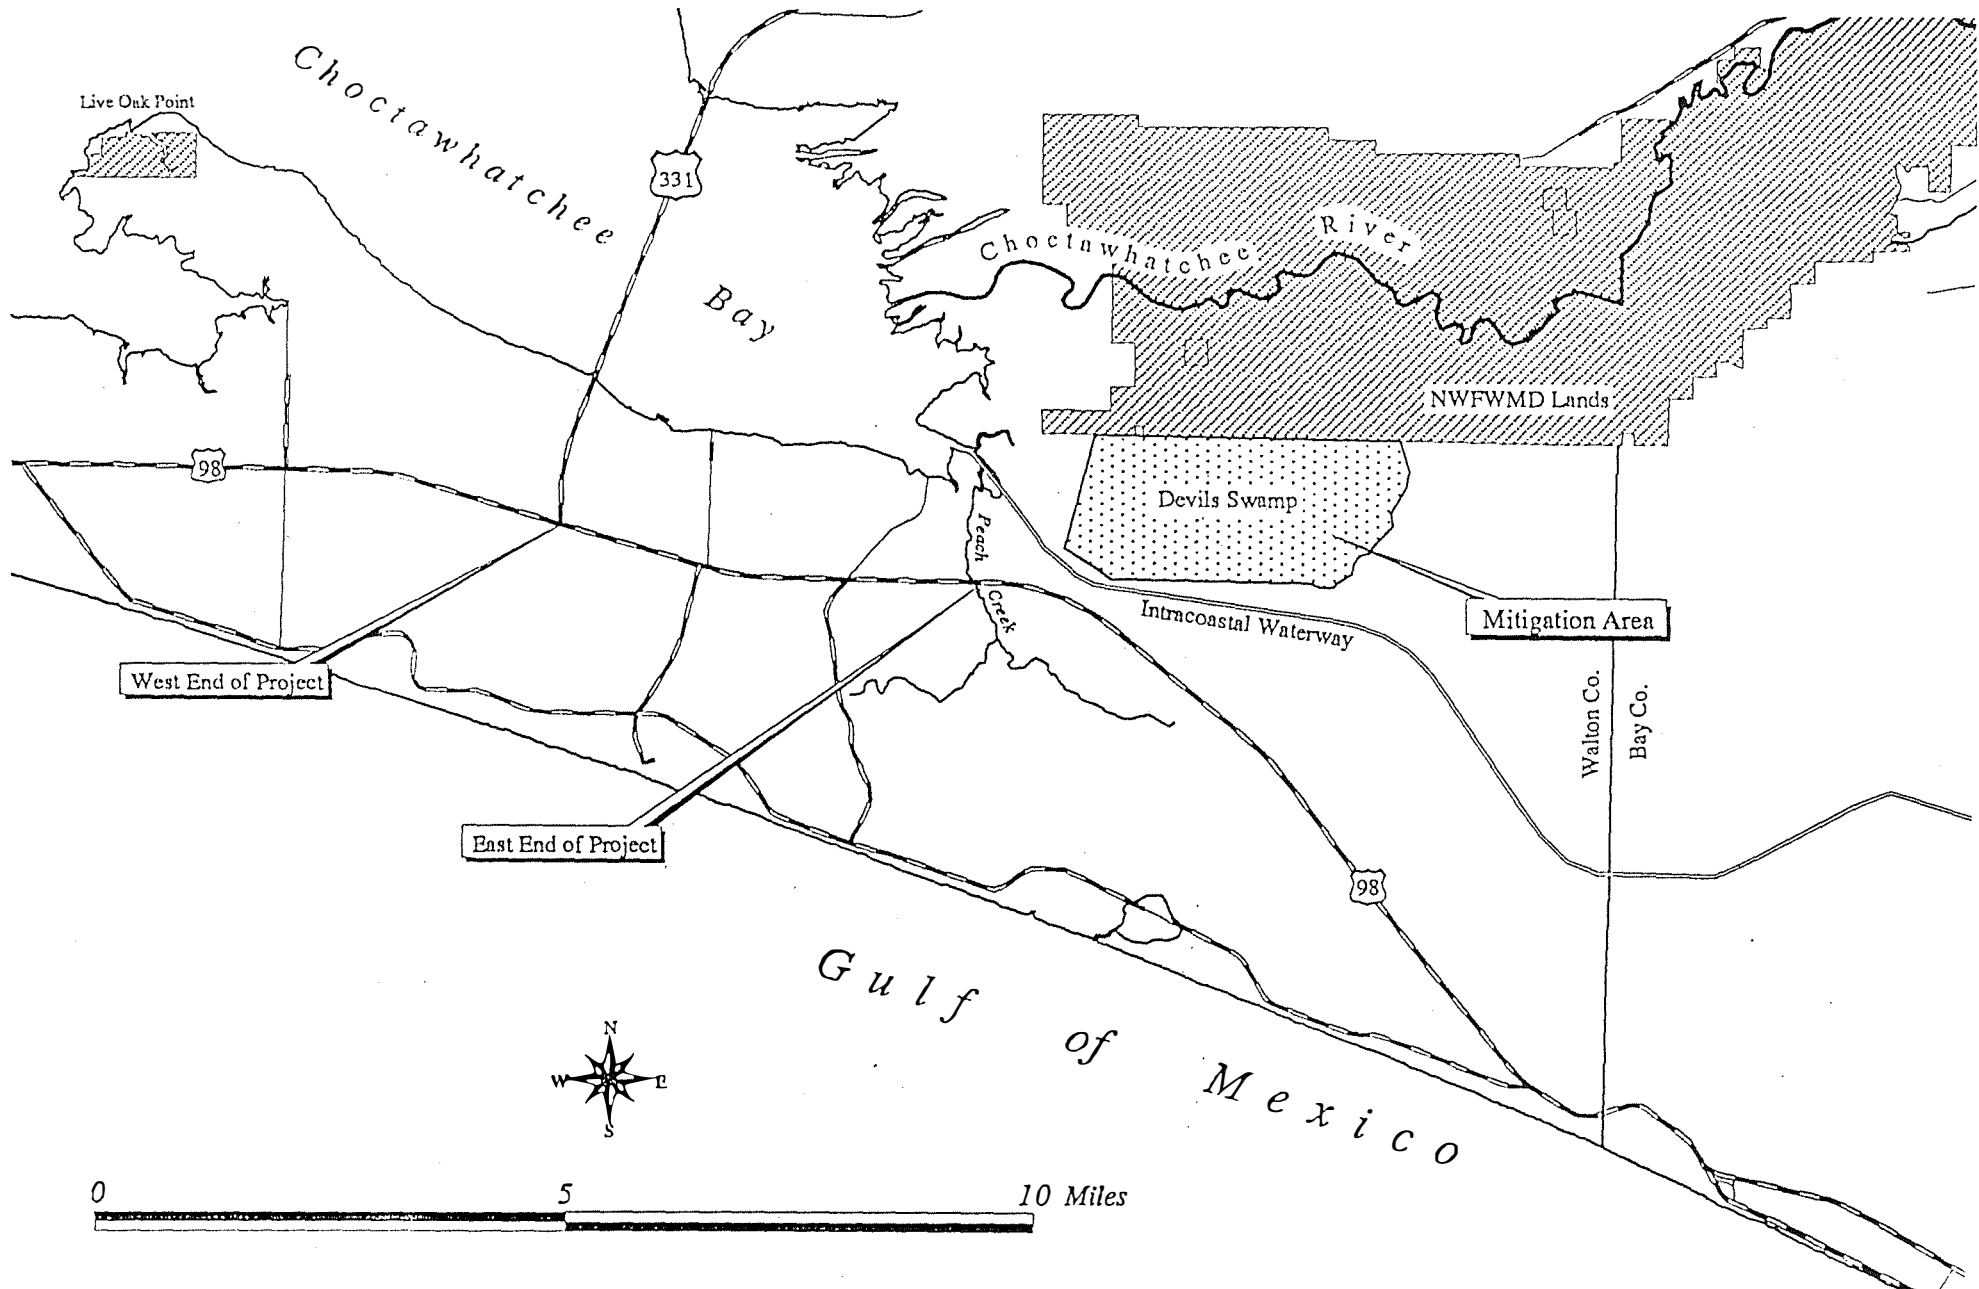 Choctawhatchee
Bay
Live Oak Point
331
Choctawhatchee
River
NWFWMD Lands
98
Devils Swamp
Peach
Creek
Intracoastal Waterway
Mitigation Area
West End of Project
Walton Co.
Bay Co.
East End of Project
98
Gulf of Mexico
N
W E
S
0 5 10 Miles